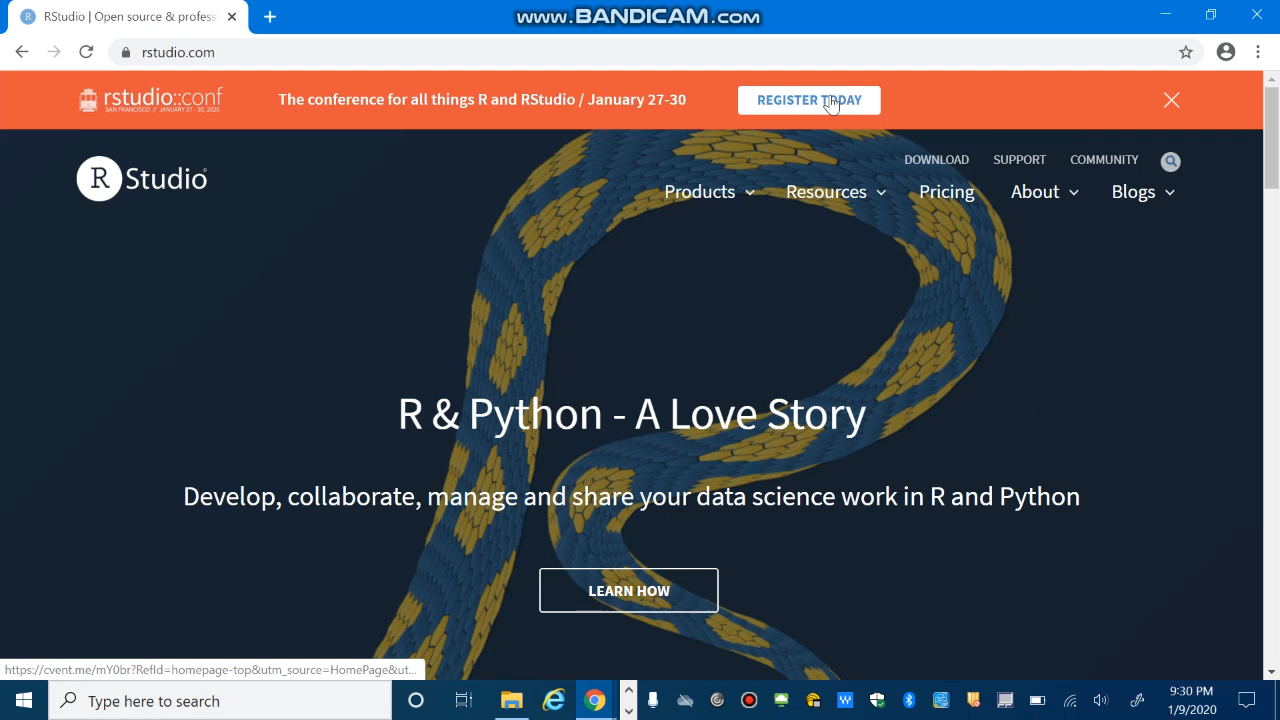 www.BANDICAM.com
RStudio | Open source & profess
rstudio.com
rstudio::conf
SAN FRANCISCO // JANUARY 27 - 30, 2020
The conference for all things R and RStudio / January 27-30
REGISTER TODAY
DOWNLOAD SUPPORT COMMUNITY
R Studio
Products Resources Pricing About Blogs
R & Python - A Love Story
Develop, collaborate, manage and share your data science work in R and Python
LEARN HOW
https://cvent.me/mY0br?RefId=homepage-top&utm_source=HomePage&ut...
Type here to search
9:30 PM
1/9/2020